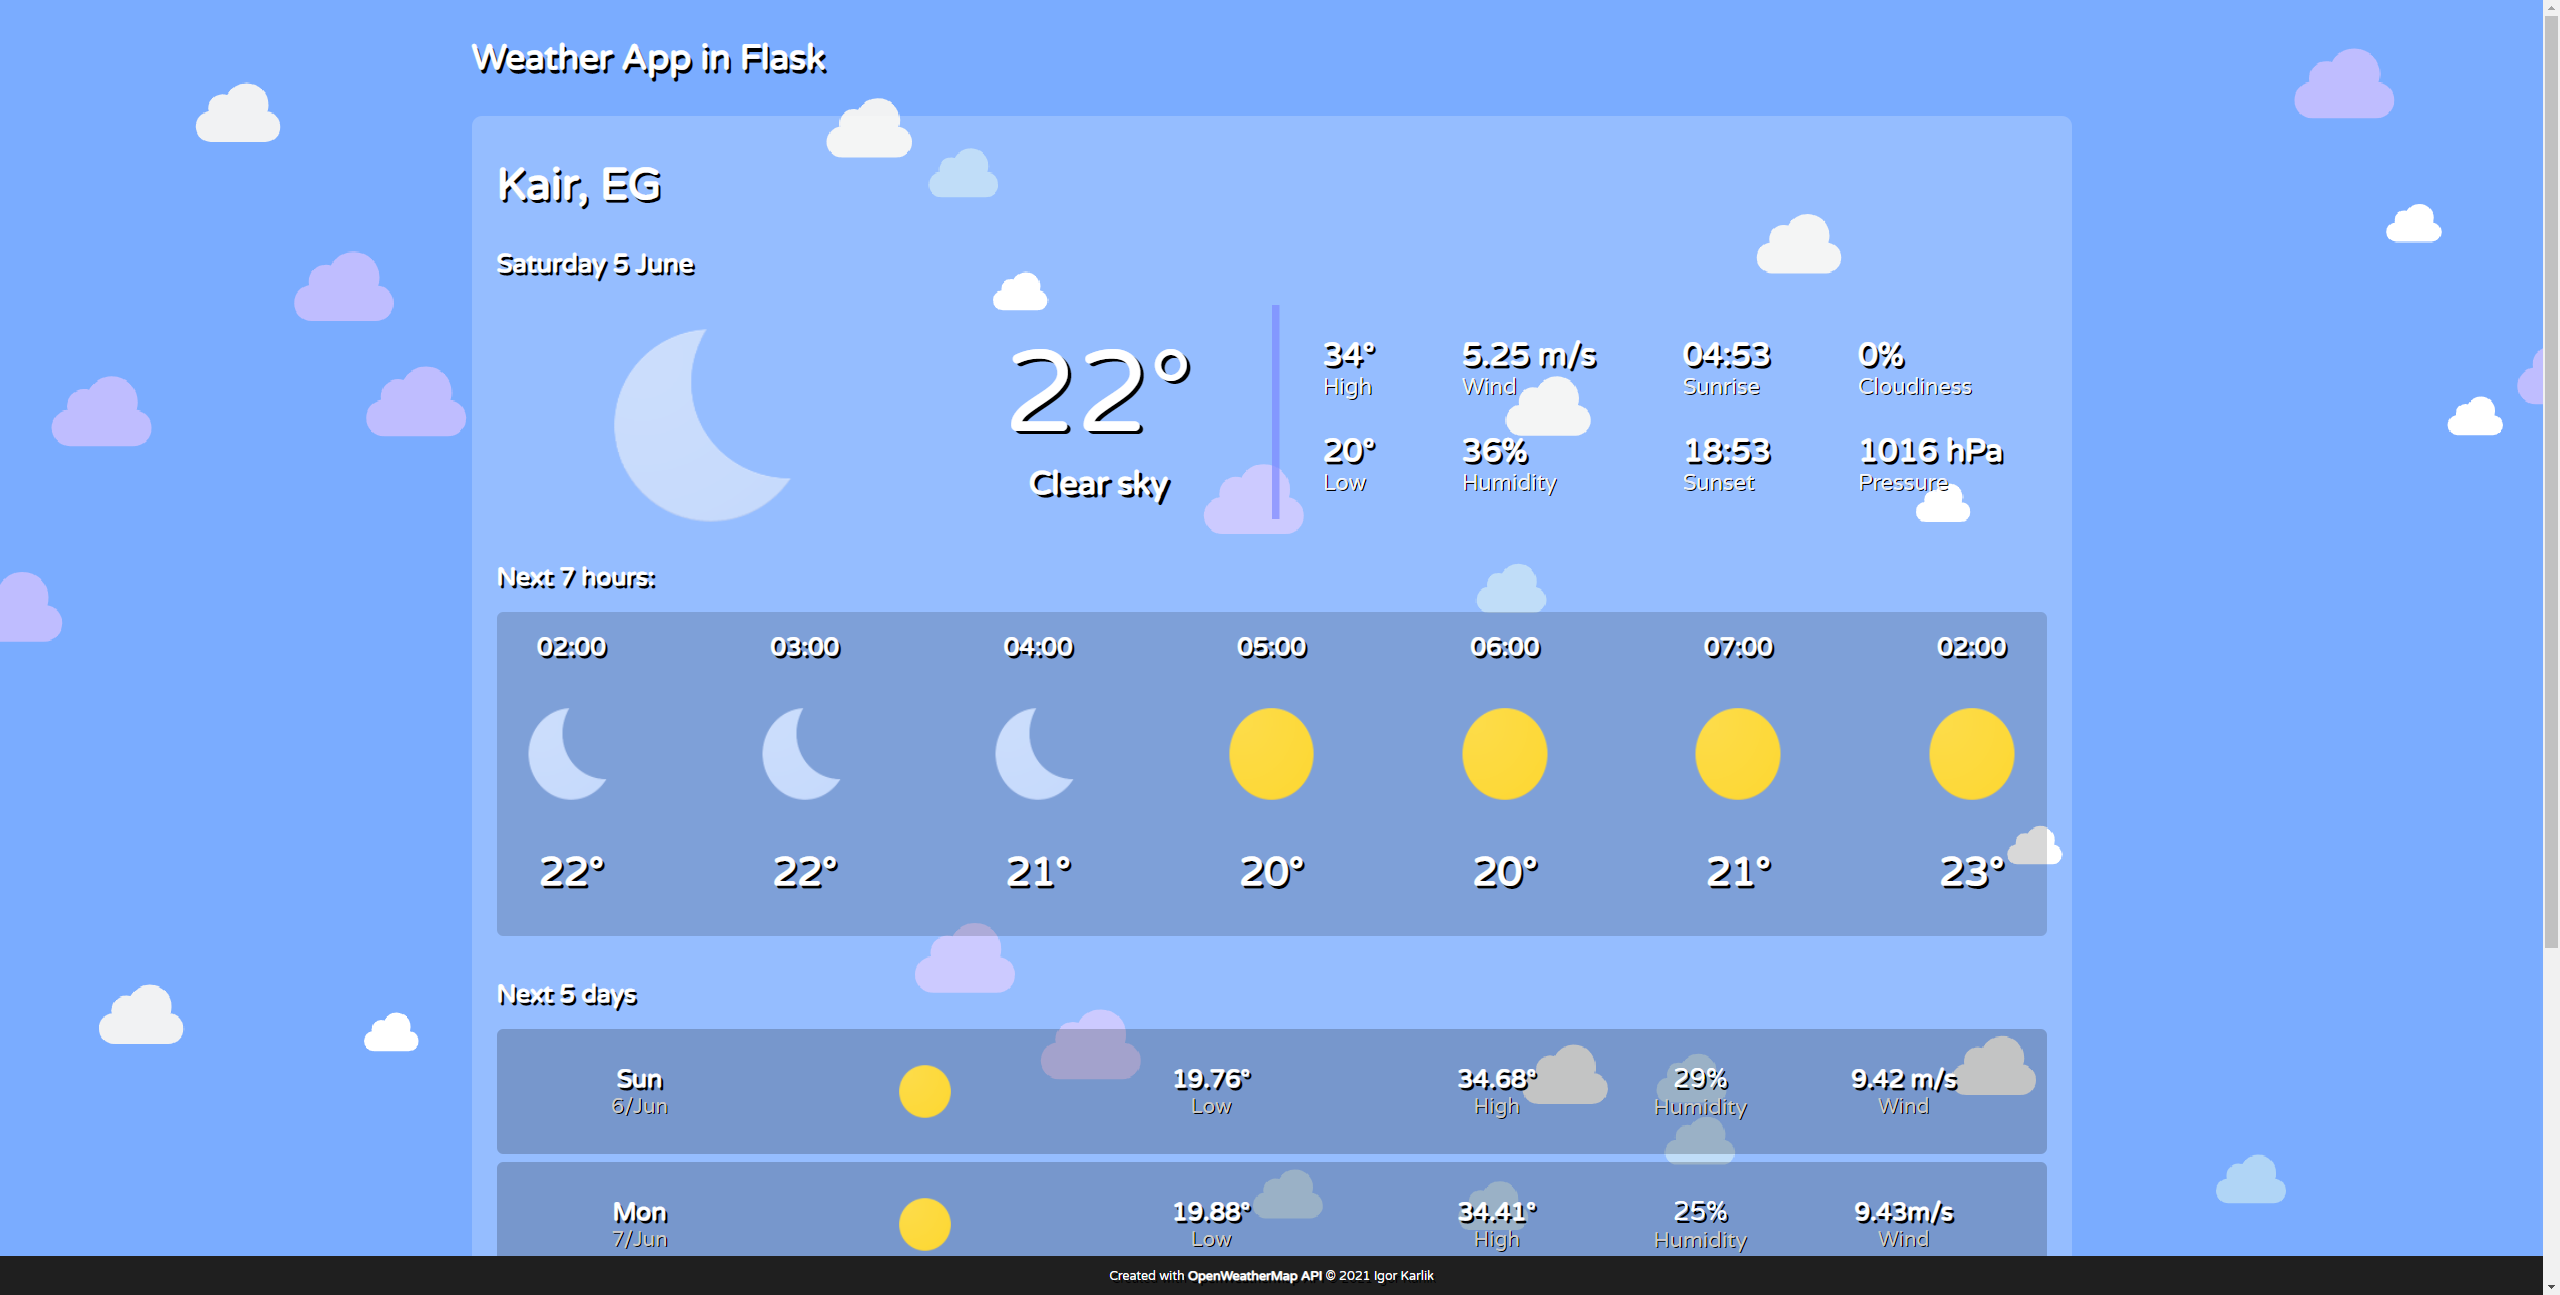 Weather App in Flask
Kair, EG
Saturday 5 June
22°
Clear sky
34° 5.25 m/s 04:53 0%
High Wind Sunrise Cloudiness
20° 36% 18:53 1016 hPa
Low Humidity Sunset Pressure
Next 7 hours:
02:00 03:00 04:00 05:00 06:00 07:00 02:00
22° 22° 21° 20° 20° 21° 23°
Next 5 days
Sun 19.76° 34.68° 29% 9.42 m/s
6/Jun Low High Humidity Wind
Mon 19.88° 34.41° 25% 9.43m/s
7/Jun Low High Humidity Wind
Created with OpenWeatherMap API © 2021 Igor Karlik